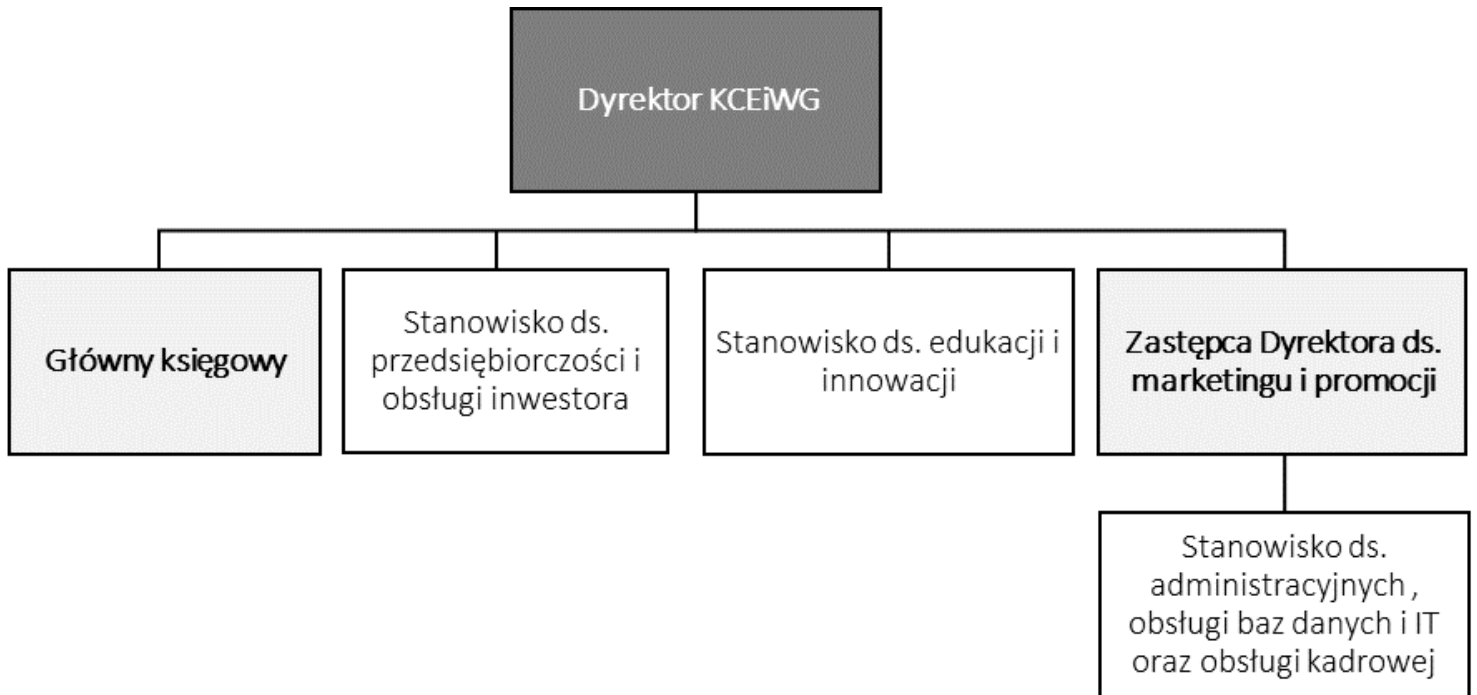 Dyrektor KCEiWG
Główny księgowy
Stanowisko ds.
przedsiębiorczości i
obsługi inwestora
Stanowisko ds. edukacji i
innowacji
Zastępca Dyrektora ds.
marketingu i promocji
Stanowisko ds.
administracyjnych ,
obsługi baz danych i IT
oraz obsługi kadrowej